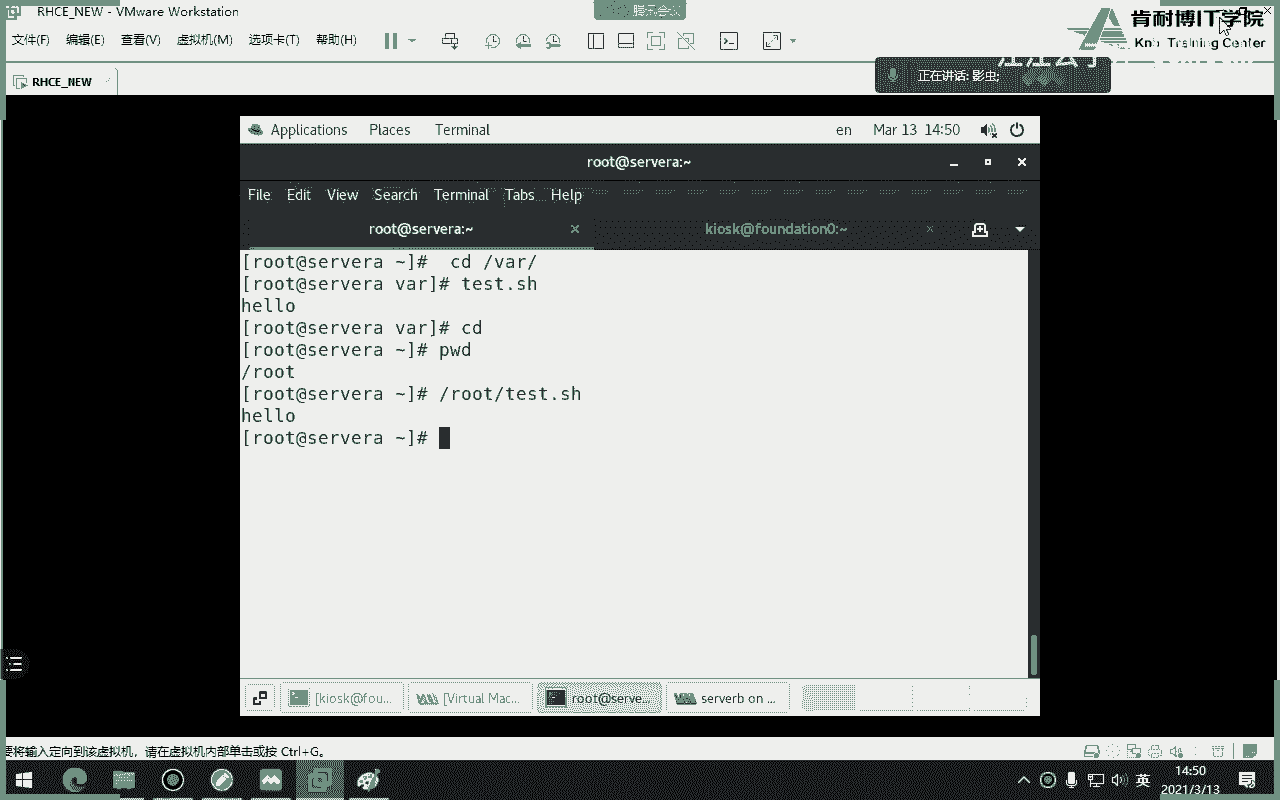 RHCE_NEW - VMware Workstation
腾讯会议
肯耐博IT学院
文件(F) 编辑(E) 查看(V) 虚拟机(M) 选项卡(T) 帮助(H)
Training Center
RHCE_NEW
正在讲话: 影虫;
Applications Places Terminal en Mar 13 14:50
root@servera:~
File Edit View Search Terminal Tabs Help
root@servera:~ kiosk@foundation0:~
[root@servera ~]#  cd /var/
[root@servera var]# test.sh
hello
[root@servera var]# cd
[root@servera ~]# pwd
/root
[root@servera ~]# /root/test.sh
hello
[root@servera ~]#
[kiosk@fou... [Virtual Mac... root@serve... serverb on ...
要将输入定向到该虚拟机，请在虚拟机内部单击或按 Ctrl+G。
英 14:50
2021/3/13